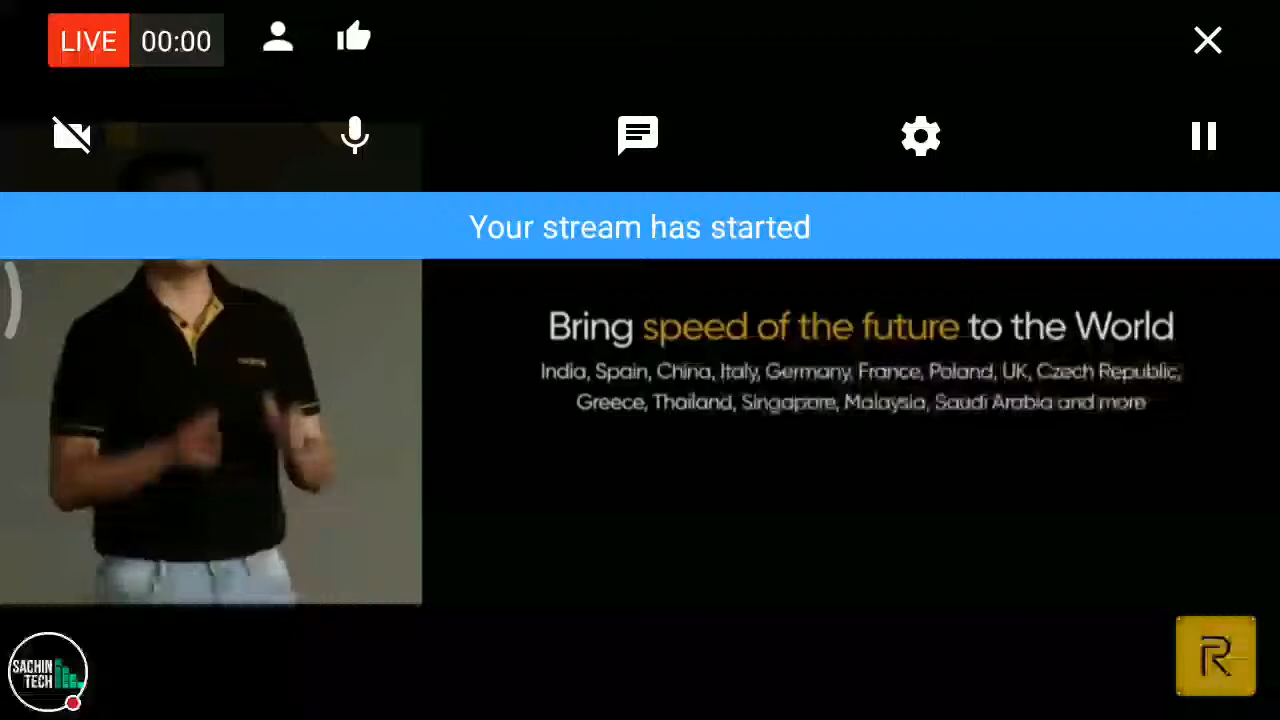 LIVE 00:00
Your stream has started
Bring speed of the future to the World
India, Spain, China, Italy, Germany, France, Poland, UK, Czech Republic,
Greece, Thailand, Singapore, Malaysia, Saudi Arabia and more
SACHIN
TECH
R